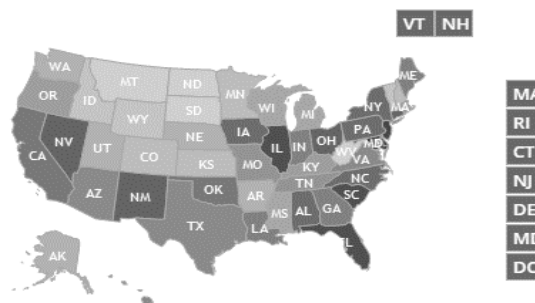 VT NH
WA
ME
MT ND
MN
OR
ID
SD
WI
NY
MA
MA
WY
MI
RI
IA
PA
NE
OH
NV
IL IN
MD
CT
UT
WV
CA
CO
VA
KS MO
KY
NJ
NC
TN
DE
AZ NM
OK
AR
SC
MS AL GA
MD
TX
LA
DC
AK